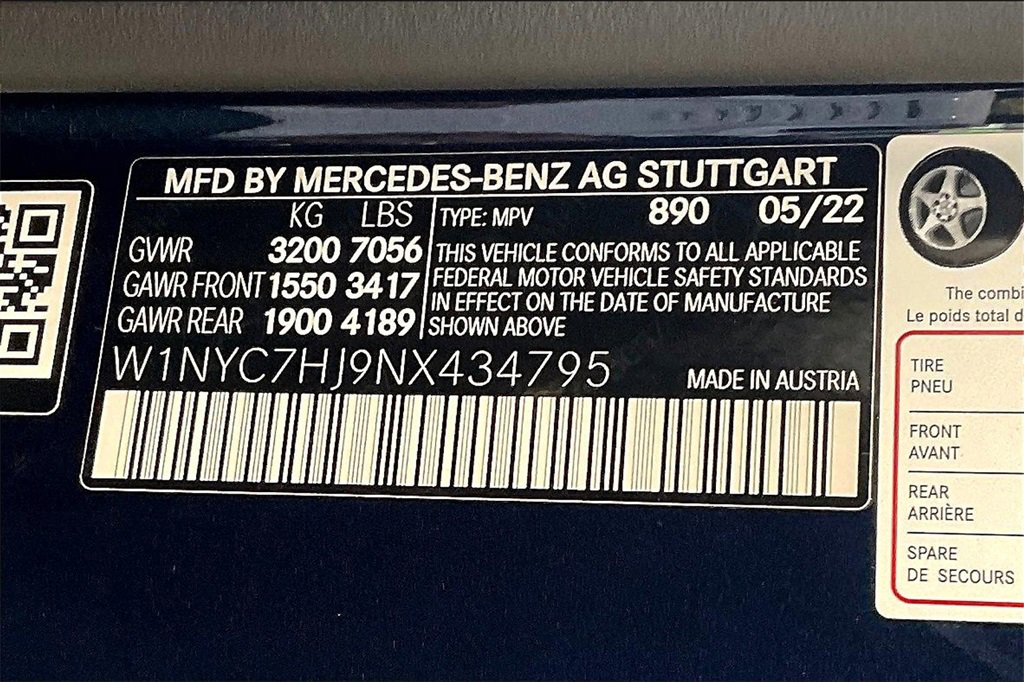 MFD BY MERCEDES-BENZ AG STUTTGART
KG LBS
GVWR 3200 7056
GAWR FRONT 1550 3417
GAWR REAR 1900 4189
TYPE: MPV 890 05/22
THIS VEHICLE CONFORMS TO ALL APPLICABLE
FEDERAL MOTOR VEHICLE SAFETY STANDARDS
IN EFFECT ON THE DATE OF MANUFACTURE
SHOWN ABOVE
W1NYC7HJ9NX434795
MADE IN AUSTRIA
The combi
Le poids total d
TIRE
PNEU
FRONT
AVANT
REAR
ARRIÈRE
SPARE
DE SECOURS